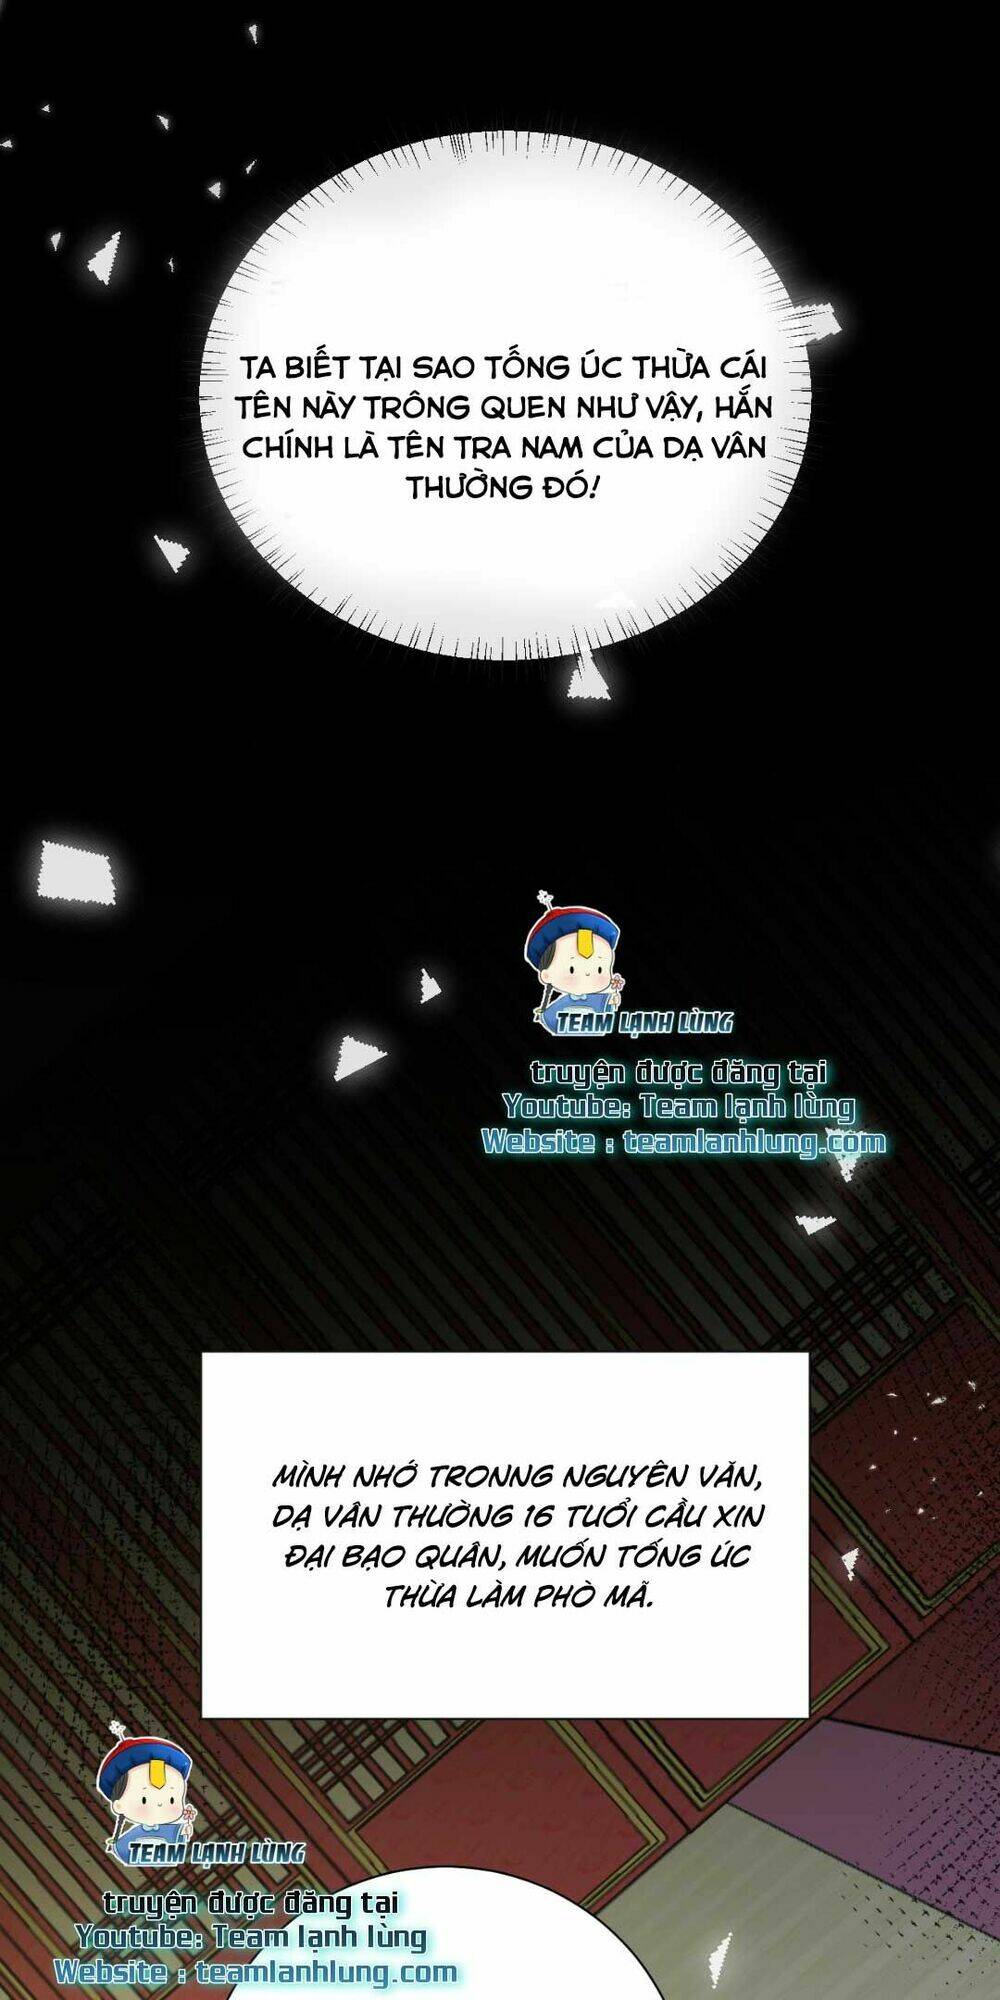 TA BIẾT TẠI SAO TỐNG ÚC THỪA CÁI
TÊN NÀY TRÔNG QUEN NHƯ VẬY, HẮN
CHÍNH LÀ TÊN TRA NAM CỦA DẠ VÂN
THƯỜNG ĐÓ!
TEAM LẠNH LÙNG
truyện được đăng tại
Youtube: Team lạnh lùng
Website : teamlanhlung.com
MÌNH NHỚ TRONNG NGUYÊN VĂN,
DẠ VÂN THƯỜNG 16 TUỔI CẦU XIN
ĐẠI BẠO QUÂN, MUỐN TỐNG ÚC
THỪA LÀM PHÒ MÃ.
TEAM LẠNH LÙNG
truyện được đăng tại
Youtube: Team lạnh lùng
Website : teamlanhlung.com